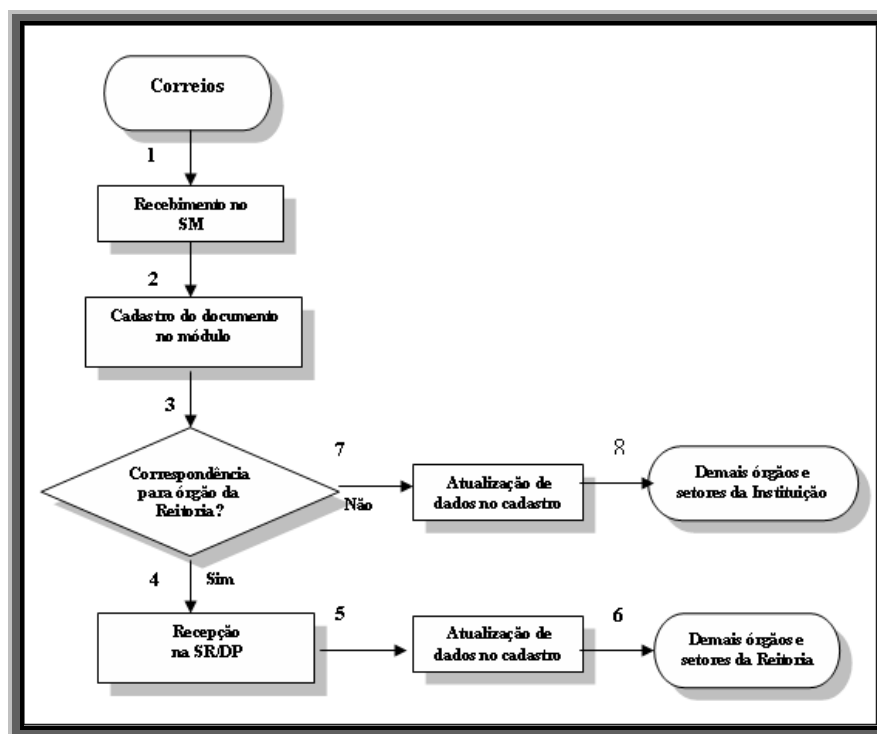 Correios
1
Recebimento no
SM
2
Cadastro do documento
no módulo
3
Correspondência
para órgão da
Reitoria?
7
Não
Atualização de
dados no cadastro
8
Demais órgãos e
setores da Instituição
4
Sim
Recepção
na SR/DP
5
Atualização de
dados no cadastro
6
Demais órgãos e
setores da Reitoria